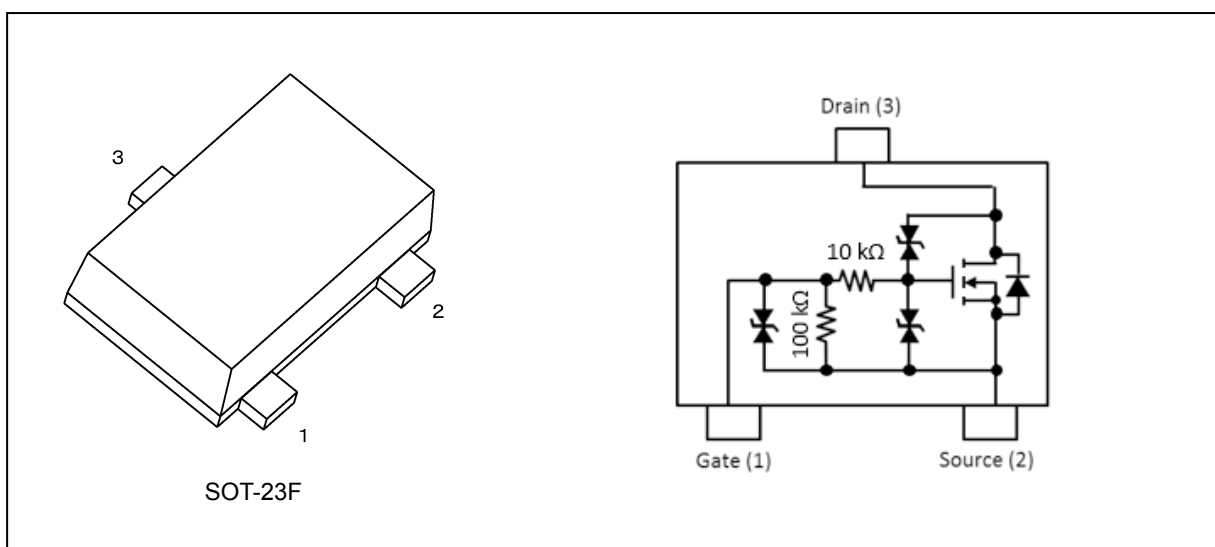 3
2
1
SOT-23F
Drain (3)
10 kΩ
100 kΩ
Gate (1)
Source (2)